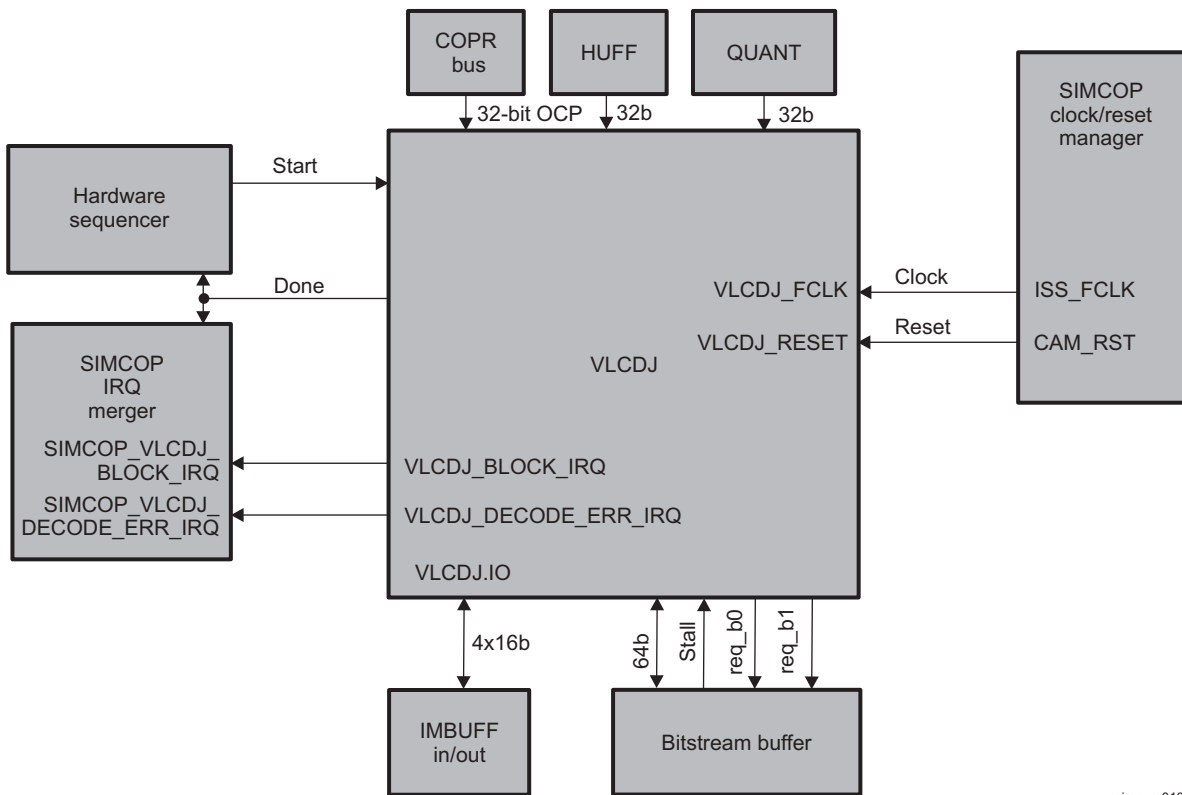 COPR
bus
HUFF
QUANT
SIMCOP
clock/reset
manager
32-bit OCP
32b
32b
Hardware
sequencer
Start
Done
Clock
VLCDJ_FCLK
ISS_FCLK
Reset
VLCDJ_RESET
CAM_RST
VLCDJ
SIMCOP
IRQ
merger
SIMCOP_VLCDJ_
BLOCK_IRQ
VLCDJ_BLOCK_IRQ
SIMCOP_VLCDJ_
DECODE_ERR_IRQ
VLCDJ_DECODE_ERR_IRQ
VLCDJ.IO
4x16b
64b
Stall
req_b0
req_b1
IMBUFF
in/out
Bitstream buffer